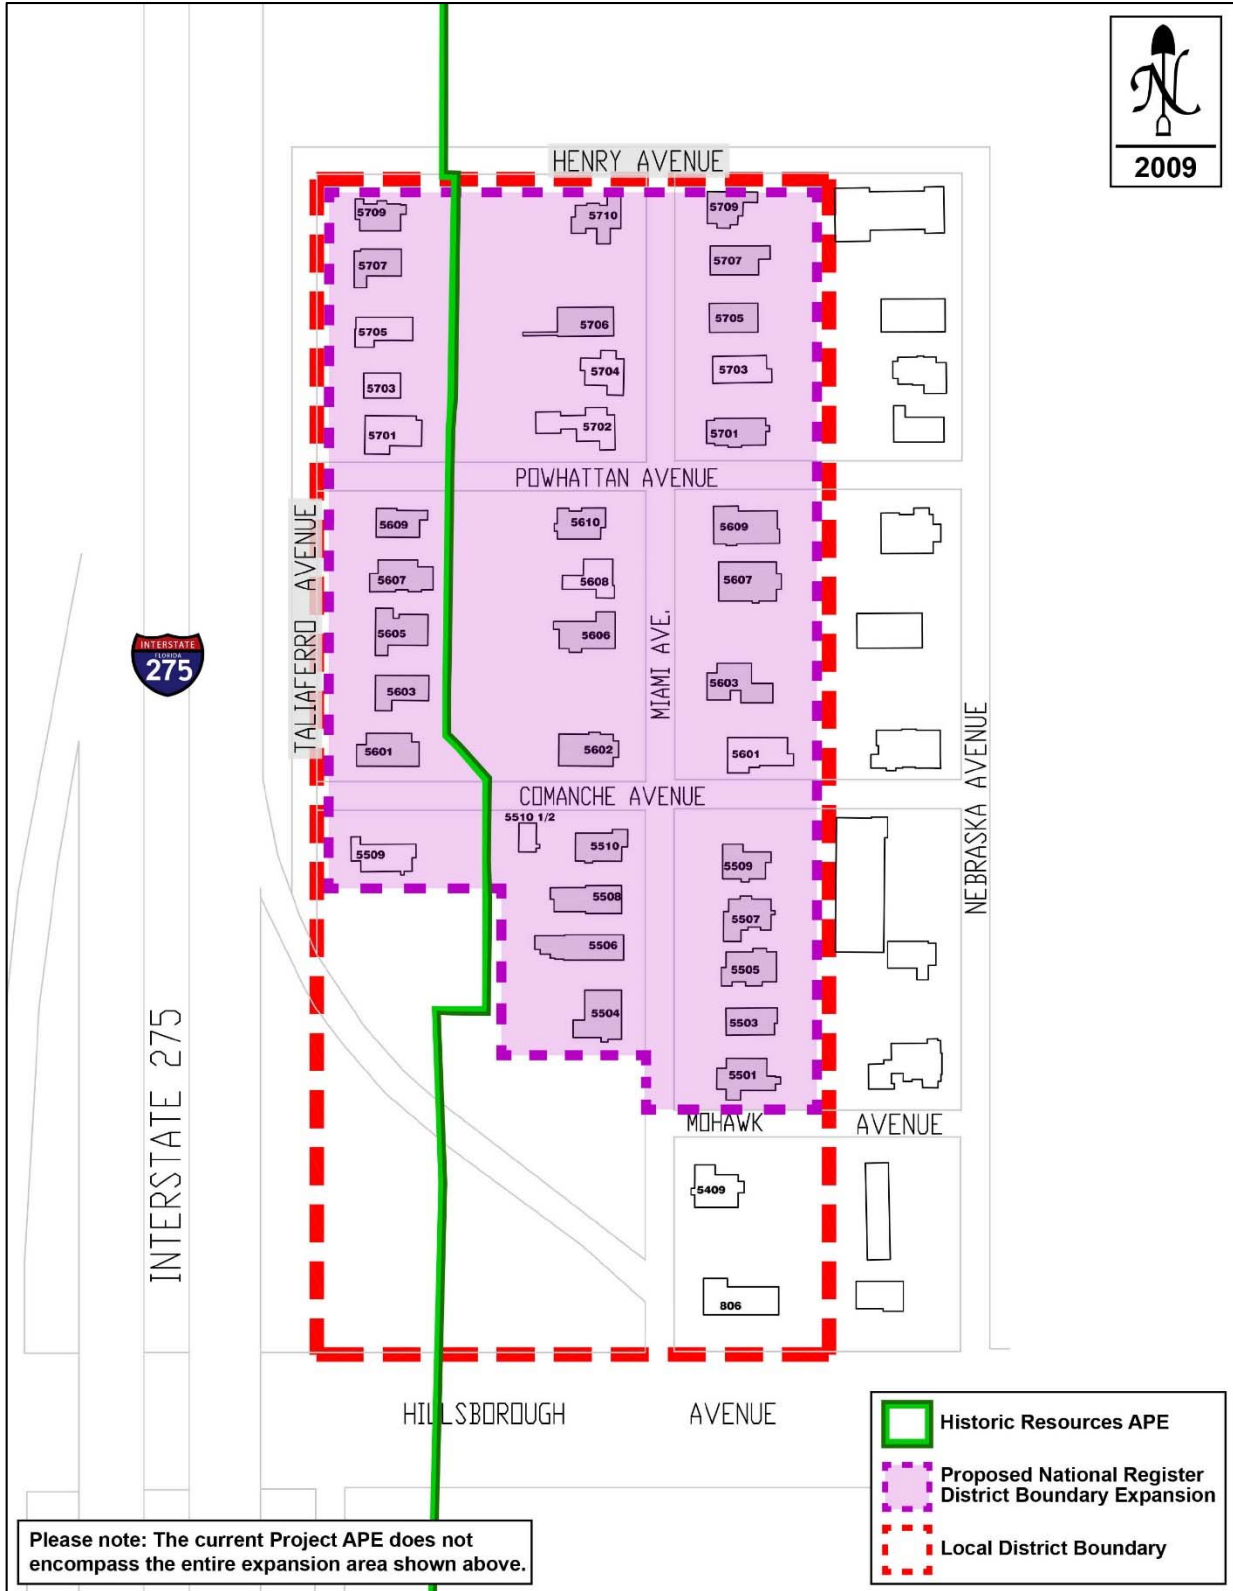 N
2009
HENRY AVENUE
5709
5710
5709
5707
5707
5706
5705
5705
5704
5703
5703
5702
5701
5701
POWHATTAN AVENUE
TALIAFERRO AVENUE
5609
5610
5609
5607
5608
5607
5605
5606
MIAMI AVE.
5603
5603
5601
5602
5601
INTERSTATE
FLORIDA
275
NEBRASKA AVENUE
COMANCHE AVENUE
5510 1/2
5509
5510
5509
5508
5507
5506
5505
5504
5503
5501
INTERSTATE 275
MOHAWK AVENUE
5409
806
HILLSBOROUGH AVENUE
Historic Resources APE
Proposed National Register
District Boundary Expansion
Local District Boundary
Please note: The current Project APE does not
encompass the entire expansion area shown above.